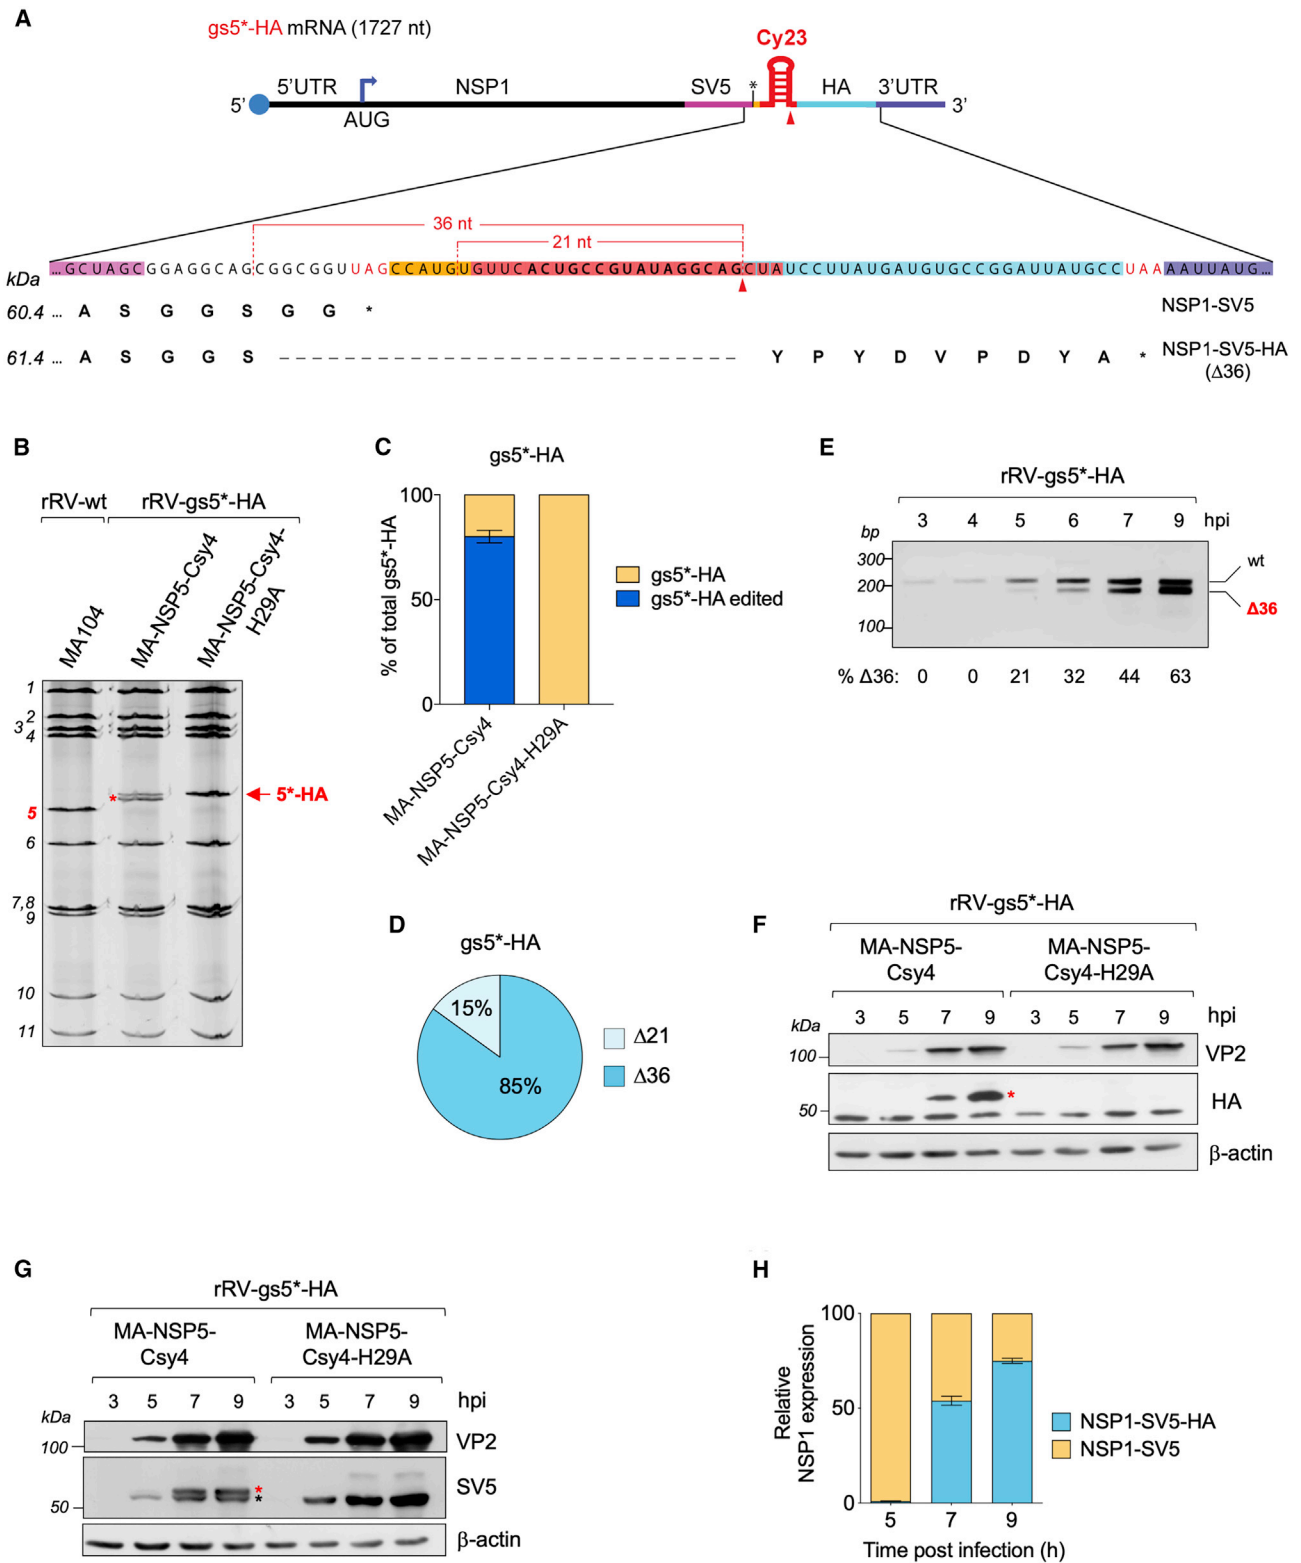 A
gs5*-HA mRNA (1727 nt)
Cy23
5'UTR NSP1 SV5 * HA 3'UTR
5' 3'
AUG
36 nt
21 nt
...GCUAGCGGAGGCAGCGGCGGUUAGCCAUGUGUUCACUGCCGUAUAGGCAGCUAUCCUUAUGAUGUGCCGGAUUAUGCCUAAAAUUAUG...
kDa
60.4 ... A S G G S G G * NSP1-SV5
61.4 ... A S G G S Y P Y D V P D Y A * NSP1-SV5-HA
(Δ36)
B
rRV-wt rRV-gs5*-HA
MA104
MA-NSP5-Csy4
MA-NSP5-Csy4-
H29A
1
2
3
4
*
5
6
7,8
9
10
11
5*-HA
C
gs5*-HA
% of total gs5*-HA
100
50
0
MA-NSP5-Csy4
MA-NSP5-Csy4-H29A
gs5*-HA
gs5*-HA edited
D
gs5*-HA
15%
85%
Δ21
Δ36
E
rRV-gs5*-HA
3 4 5 6 7 9 hpi
bp
300
200
100
wt
Δ36
% Δ36: 0 0 21 32 44 63
F
rRV-gs5*-HA
MA-NSP5-
Csy4
MA-NSP5-
Csy4-H29A
3 5 7 9 3 5 7 9 hpi
kDa
100 VP2
50 * HA
β-actin
G
rRV-gs5*-HA
MA-NSP5-
Csy4
MA-NSP5-
Csy4-H29A
3 5 7 9 3 5 7 9 hpi
kDa
100 VP2
SV5
*
*
50
β-actin
H
Relative
NSP1 expression
100
50
0
5 7 9
Time post infection (h)
NSP1-SV5-HA
NSP1-SV5